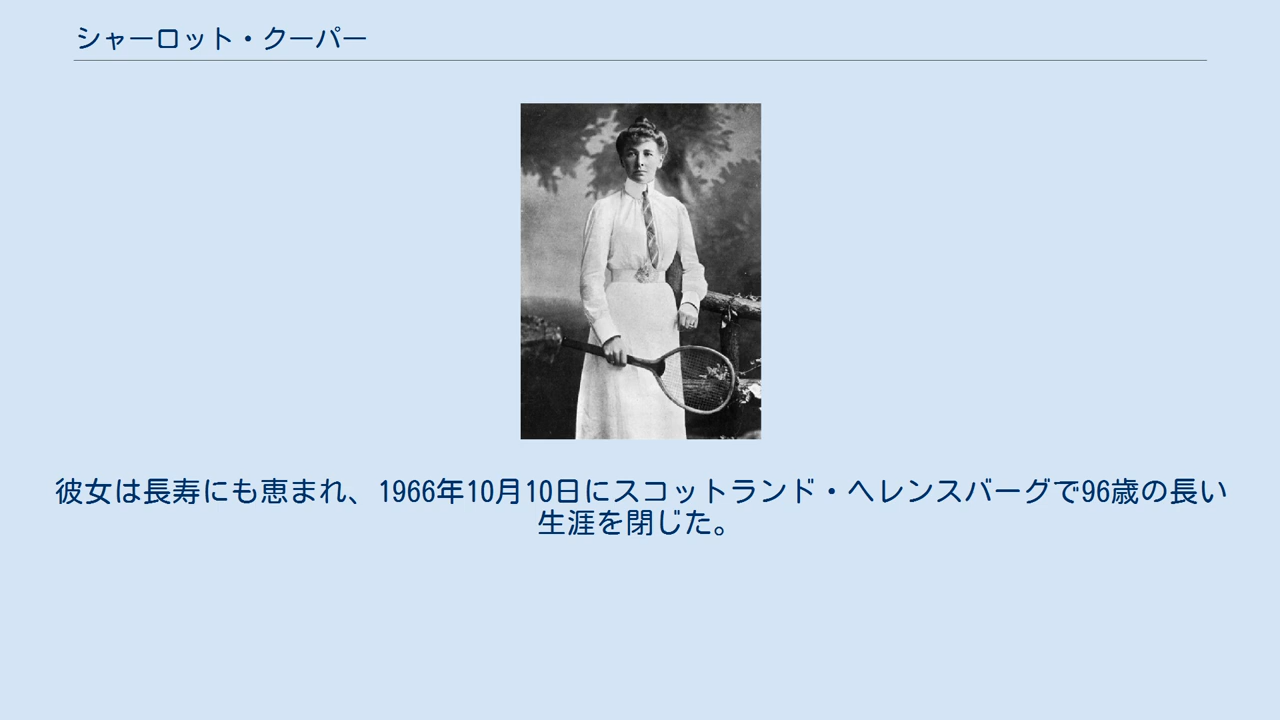 シャーロット・クーパー
彼女は長寿にも恵まれ、1966年10月10日にスコットランド・ヘレンスバーグで96歳の長い
生涯を閉じた。